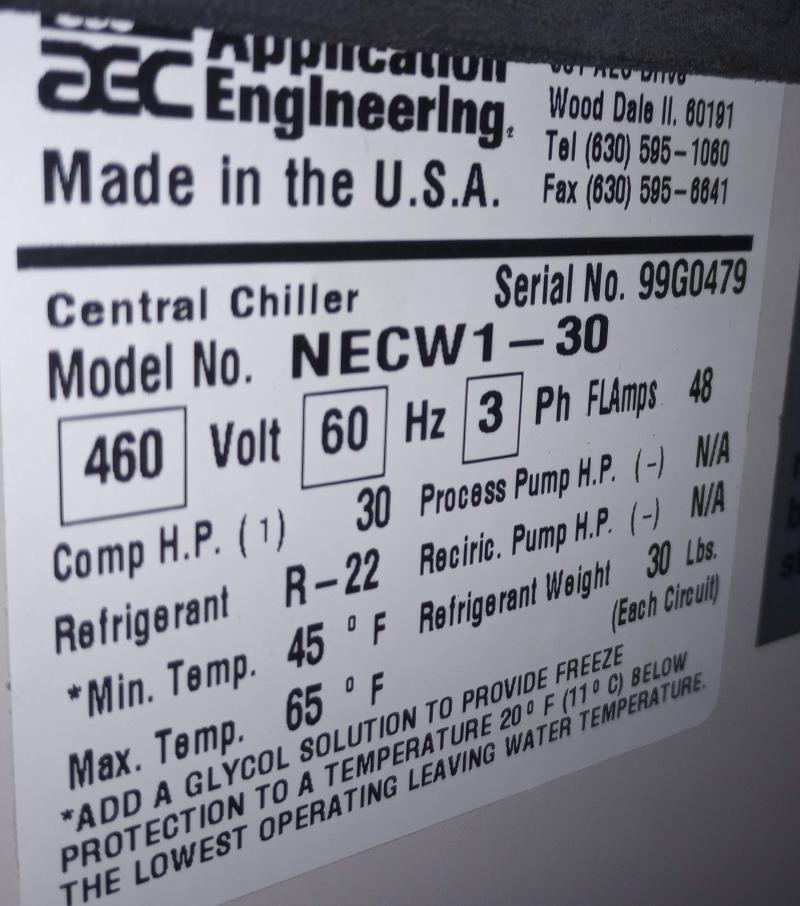 AEC Application
Engineering
Wood Dale Il. 60191
Tel (630) 595-1060
Fax (630) 595-6641
Made in the U.S.A.
Central Chiller
Serial No. 99G0479
Model No. NECW1-30
460 Volt 60 Hz 3 Ph FLAmps 48
Comp H.P. (1) 30 Process Pump H.P. (-) N/A
Refrigerant R-22 Reciric. Pump H.P. (-) N/A
*Min. Temp. 45 ° F Refrigerant Weight 30 Lbs.
(Each Circuit)
Max. Temp. 65 ° F
*ADD A GLYCOL SOLUTION TO PROVIDE FREEZE
PROTECTION TO A TEMPERATURE 20° F (11° C) BELOW
THE LOWEST OPERATING LEAVING WATER TEMPERATURE.